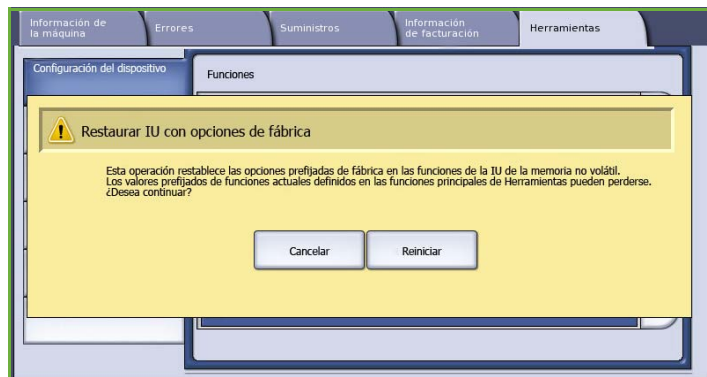 Información de
la máquina
Errores
Suministros
Información
de facturación
Herramientas
Configuración del dispositivo
Funciones
Restaurar IU con opciones de fábrica
Esta operación restablece las opciones prefijadas de fábrica en las funciones de la IU de la memoria no volátil.
Los valores prefijados de funciones actuales definidos en las funciones principales de Herramientas pueden perderse.
¿Desea continuar?
Cancelar
Reiniciar